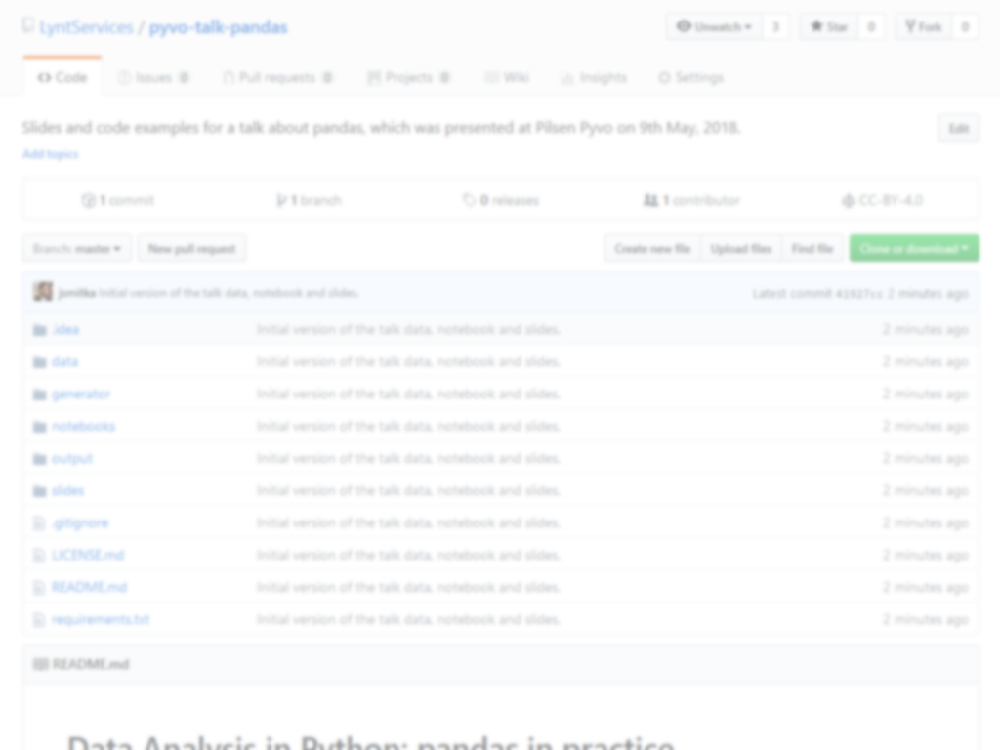 LyntServices / pyvo-talk-pandas
Unwatch 3 Star 0 Fork 0
Code Issues 0 Pull requests 0 Projects 0 Wiki Insights Settings
Slides and code examples for a talk about pandas, which was presented at Pilsen Pyvo on 9th May, 2018.
Edit
Add topics
1 commit 1 branch 0 releases 1 contributor CC-BY-4.0
Branch: master New pull request Create new file Upload files Find file Clone or download
Initial version of the talk data, notebook and slides. Latest commit 2 minutes ago
.idea Initial version of the talk data, notebook and slides. 2 minutes ago
data Initial version of the talk data, notebook and slides. 2 minutes ago
generator Initial version of the talk data, notebook and slides. 2 minutes ago
notebooks Initial version of the talk data, notebook and slides. 2 minutes ago
output Initial version of the talk data, notebook and slides. 2 minutes ago
slides Initial version of the talk data, notebook and slides. 2 minutes ago
.gitignore Initial version of the talk data, notebook and slides. 2 minutes ago
LICENSE.md Initial version of the talk data, notebook and slides. 2 minutes ago
README.md Initial version of the talk data, notebook and slides. 2 minutes ago
requirements.txt Initial version of the talk data, notebook and slides. 2 minutes ago
README.md
Data Analysis in Python: pandas in practice